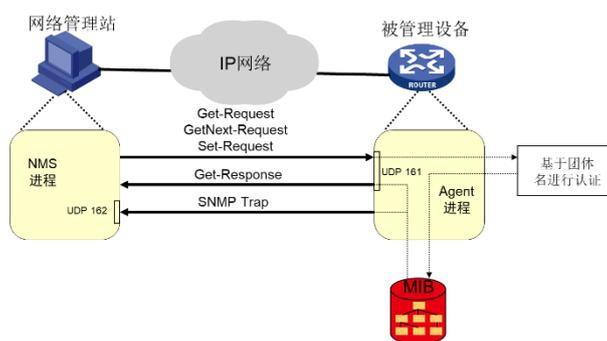 网络管理站
被管理设备
IP网络
ROUTER
Get-Request
GetNext-Request
Set-Request
NMS
进程
UDP 161
基于团体
名进行认证
Get-Response
Agent
进程
UDP 162
SNMP Trap
MIB